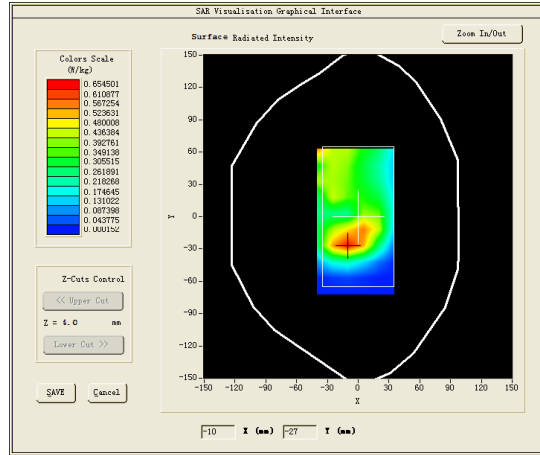 SAR Visualisation Graphical Interface
Surface Radiated Intensity
Zoom In/Out
Colors Scale
(W/kg)
0.654501
0.610877
0.567254
0.523631
0.480008
0.436384
0.392761
0.349138
0.305515
0.261891
0.218268
0.174645
0.131022
0.087398
0.043775
0.000152
150
120
90
60
30
0
-30
-60
-90
-120
-150
Y
-150 -120 -90 -60 -30 0 30 60 90 120 150
X
Z-Cuts Control
<< Upper Cut
Z = 4.0 mm
Lower Cut >>
SAVE Cancel
-10 X (mm) -27 Y (mm)